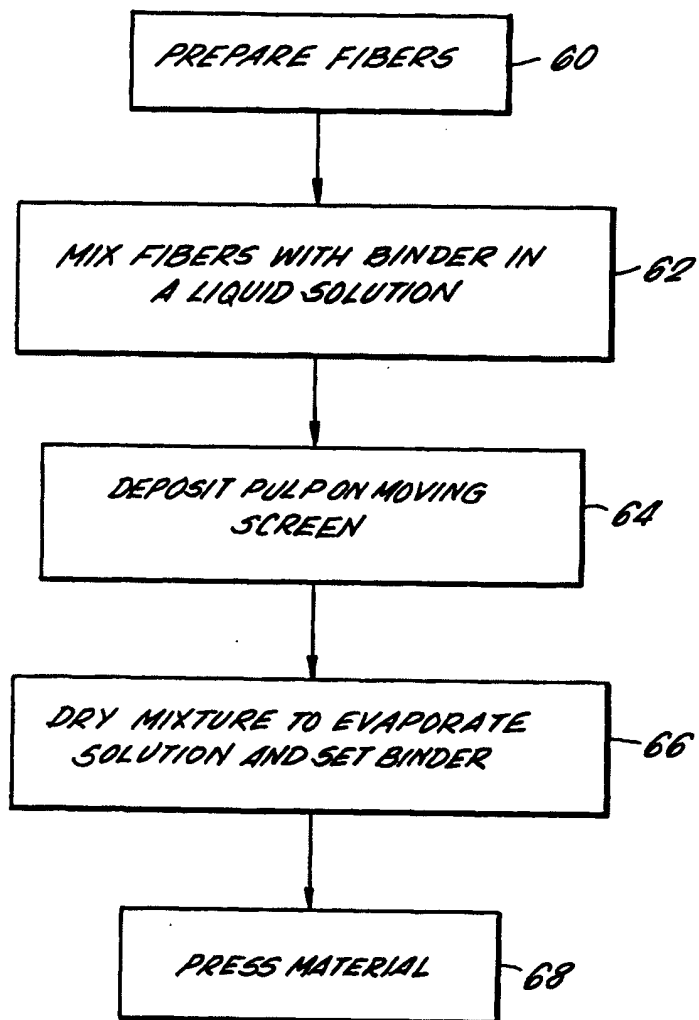 PREPARE FIBERS
60
MIX FIBERS WITH BINDER IN
A LIQUID SOLUTION
62
DEPOSIT PULP ON MOVING
SCREEN
64
DRY MIXTURE TO EVAPORATE
SOLUTION AND SET BINDER
66
PRESS MATERIAL
68